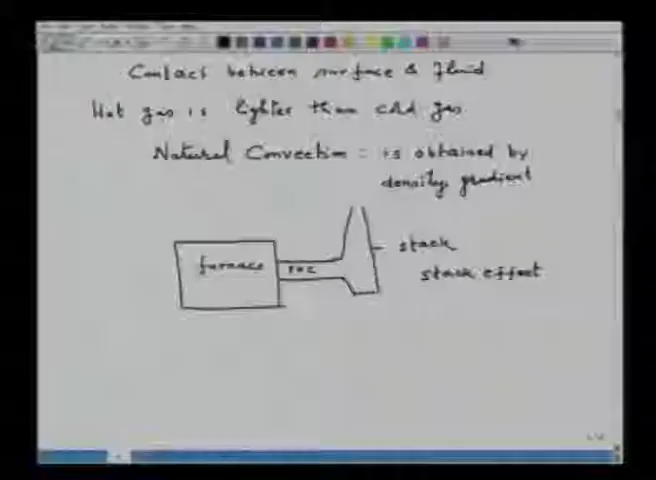 Contact between surface & fluid
Hot gas is lighter than cold gas
Natural Convection : is obtained by
density gradient
furnace
POC
stack
stack effect